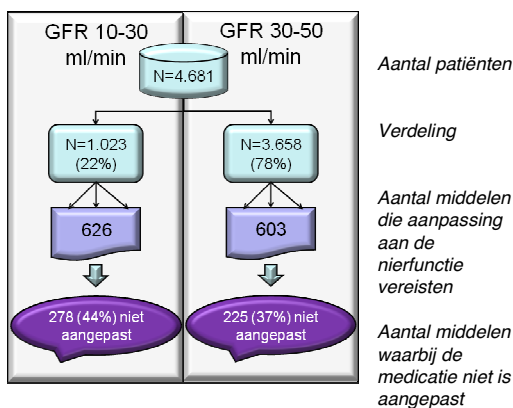 GFR 10-30
ml/min
GFR 30-50
ml/min
N=4.681
Aantal patiënten
N=1.023
(22%)
N=3.658
(78%)
Verdeling
626
603
Aantal middelen
die aanpassing
aan de
nierfunctie
vereisten
278 (44%) niet
aangepast
225 (37%) niet
aangepast
Aantal middelen
waarbij de
medicatie niet is
aangepast